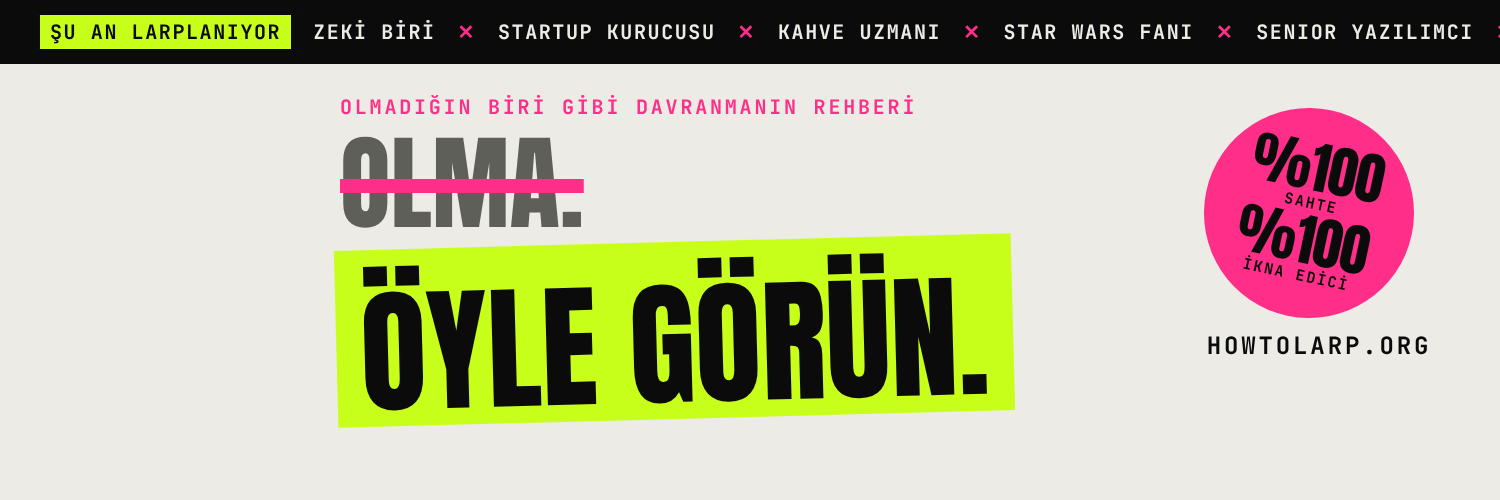 ŞU AN LARPLANIYOR ZEKİ BİRİ ✕ STARTUP KURUCUSU ✕ KAHVE UZMANI ✕ STAR WARS FANI ✕ SENIOR YAZILIMCI
OLMADIĞIN BİRİ GİBİ DAVRANMANIN REHBERİ
OLMA.
ÖYLE GÖRÜN.
%100
SAHTE
%100
İKNA EDİCİ
HOWTOLARP.ORG